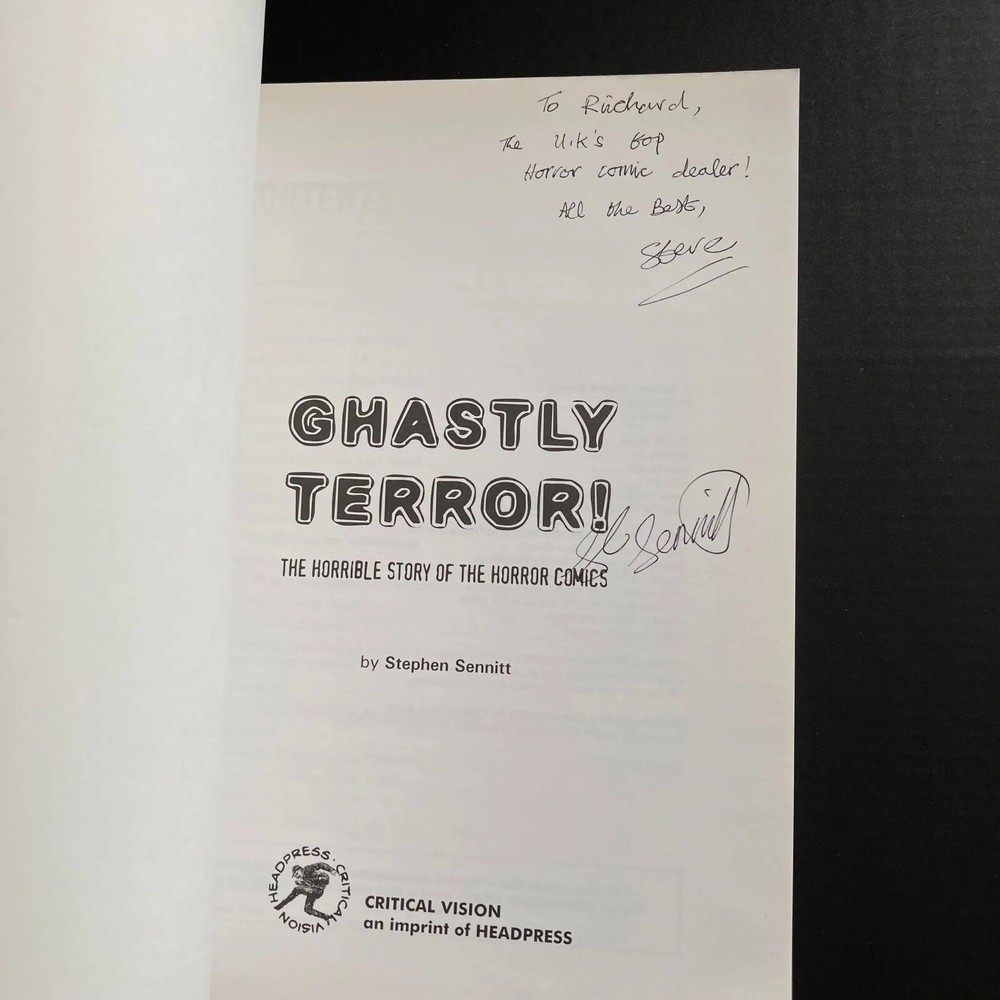 To Richard,
The U.K's top
Horror comic dealer!
All the Best,
Steve
GHASTLY
TERROR!
Sennitt
THE HORRIBLE STORY OF THE HORROR COMICS
by Stephen Sennitt
HEADPRESS · CRITICAL VISION
CRITICAL VISION
an imprint of HEADPRESS